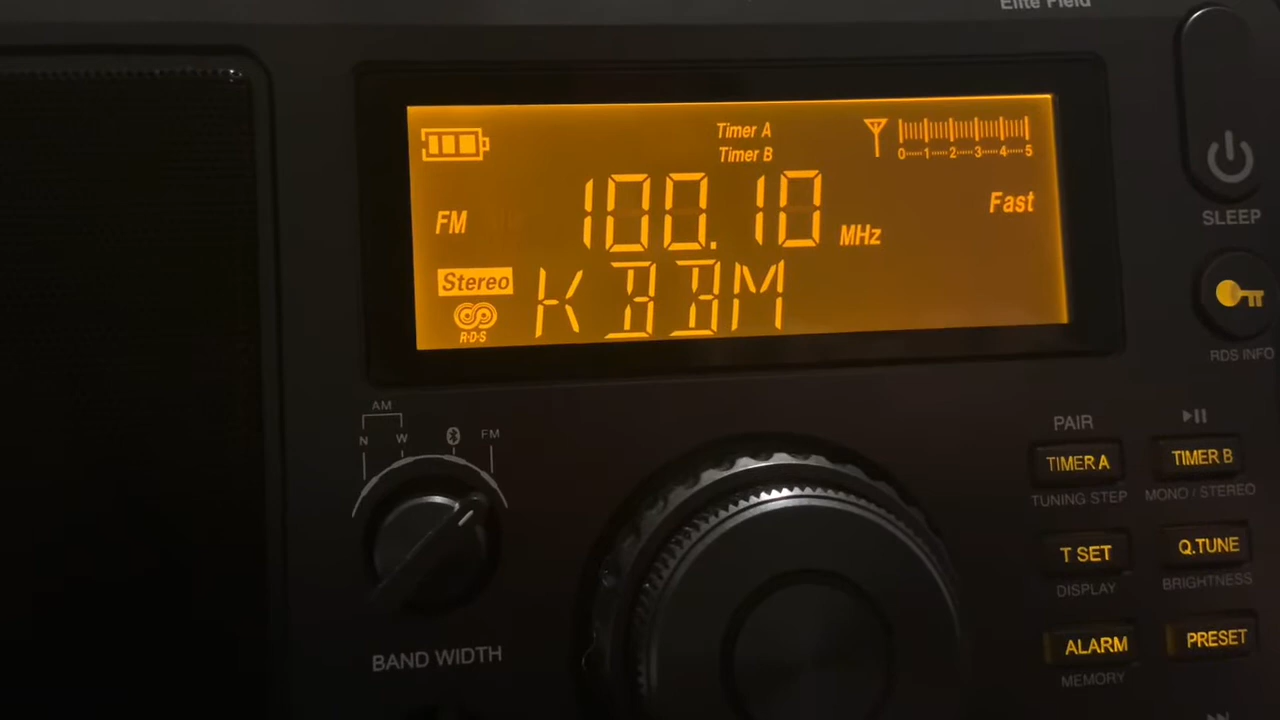 Elite Field
Timer A
Timer B
0 1 2 3 4 5
FM
100.10 MHz
Fast
Stereo
KBBM
R·D·S
SLEEP
RDS INFO
AM
N W FM
BAND WIDTH
PAIR
TIMER A
TIMER B
TUNING STEP
MONO / STEREO
T SET
Q.TUNE
DISPLAY
BRIGHTNESS
ALARM
PRESET
MEMORY